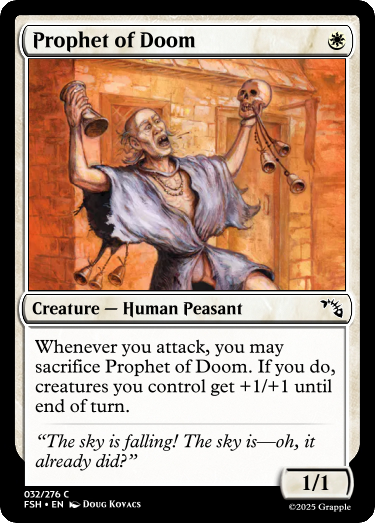 Prophet of Doom
Creature — Human Peasant
Whenever you attack, you may
sacrifice Prophet of Doom. If you do,
creatures you control get +1/+1 until
end of turn.
“The sky is falling! The sky is—oh, it
already did?”
1/1
032/276 C
FSH • EN Doug Kovacs
©2025 Grapple